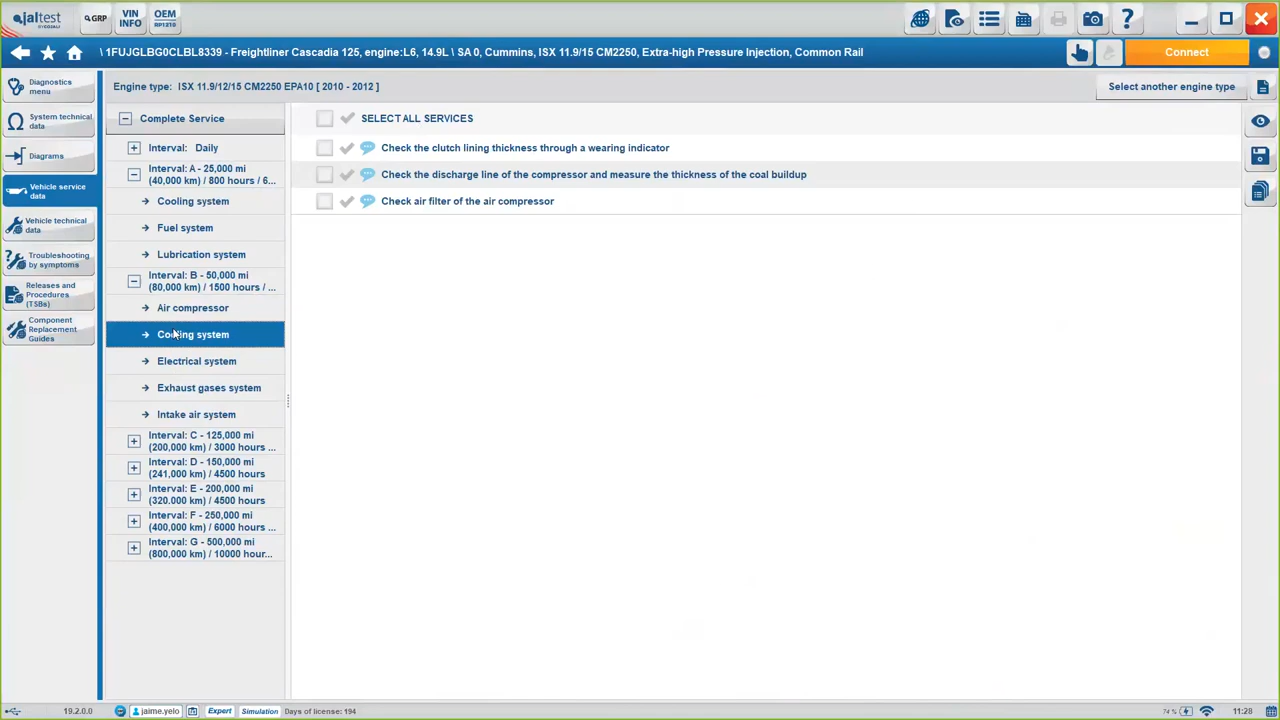 jaltest
BY COJALI
GRP
VIN
INFO
OEM
RP1210
?
\ 1FUJGLBG0CLBL8339 - Freightliner Cascadia 125, engine:L6, 14.9L \ SA 0, Cummins, ISX 11.9/15 CM2250, Extra-high Pressure Injection, Common Rail
Connect
Diagnostics
menu
System technical
data
Diagrams
Vehicle service
data
Vehicle technical
data
Troubleshooting
by symptoms
Releases and
Procedures
(TSBs)
Component
Replacement
Guides
Engine type: ISX 11.9/12/15 CM2250 EPA10 [ 2010 - 2012 ]
Select another engine type
Complete Service
Interval: Daily
Interval: A - 25,000 mi
(40,000 km) / 800 hours / 6...
Cooling system
Fuel system
Lubrication system
Interval: B - 50,000 mi
(80,000 km) / 1500 hours / ...
Air compressor
Cooling system
Electrical system
Exhaust gases system
Intake air system
Interval: C - 125,000 mi
(200,000 km) / 3000 hours ...
Interval: D - 150,000 mi
(241,000 km) / 4500 hours
Interval: E - 200,000 mi
(320.000 km) / 4500 hours
Interval: F - 250,000 mi
(400,000 km) / 6000 hours ...
Interval: G - 500,000 mi
(800,000 km) / 10000 hour...
SELECT ALL SERVICES
Check the clutch lining thickness through a wearing indicator
Check the discharge line of the compressor and measure the thickness of the coal buildup
Check air filter of the air compressor
19.2.0.0
jaime.yelo
Expert
Simulation
Days of license: 194
74 %
11:28